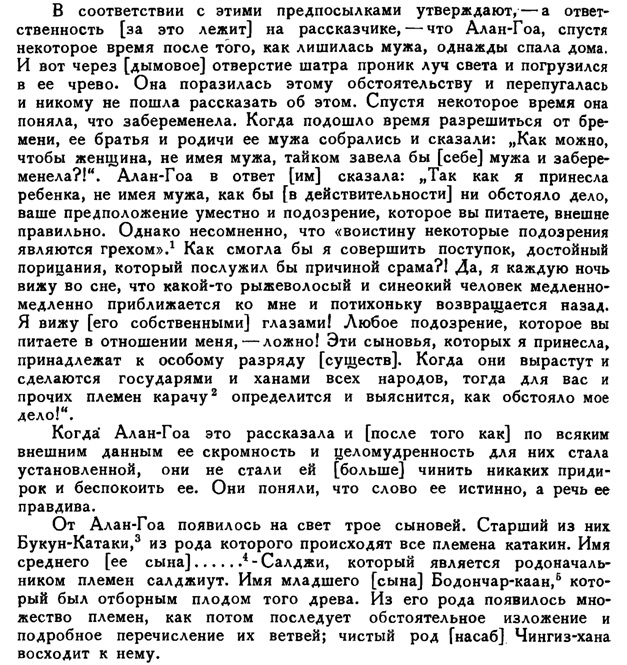 В соответствии с этими предпосылками утверждают, — а ответ-
ственность [за это лежит] на рассказчике, — что Алан-Гоа, спустя
некоторое время после того, как лишилась мужа, однажды спала дома.
И вот через [дымовое] отверстие шатра проник луч света и погрузился
в ее чрево. Она поразилась этому обстоятельству и перепугалась
и никому не пошла рассказать об этом. Спустя некоторое время она
поняла, что забеременела. Когда подошло время разрешиться от бре-
мени, ее братья и родичи ее мужа собрались и сказали: „Как можно,
чтобы женщина, не имея мужа, тайком завела бы [себе] мужа и забере-
менела?!“. Алан-Гоа в ответ [им] сказала: „Так как я принесла
ребенка, не имея мужа, как бы [в действительности] ни обстояло дело,
ваше предположение уместно и подозрение, которое вы питаете, внешне
правильно. Однако несомненно, что «воистину некоторые подозрения
являются грехом».¹ Как смогла бы я совершить поступок, достойный
порицания, который послужил бы причиной срама?! Да, я каждую ночь
вижу во сне, что какой-то рыжеволосый и синеокий человек медленно-
медленно приближается ко мне и потихоньку возвращается назад.
Я вижу [его собственными] глазами! Любое подозрение, которое вы
питаете в отношении меня, — ложно! Эти сыновья, которых я принесла,
принадлежат к особому разряду [существ]. Когда они вырастут и
сделаются государями и ханами всех народов, тогда для вас и
прочих племен карачу² определится и выяснится, как обстояло мое
дело!“.
Когда Алан-Гоа это рассказала и [после того как] по всяким
внешним данным ее скромность и целомудренность для них стала
установленной, они не стали ей [больше] чинить никаких приди-
рок и беспокоить ее. Они поняли, что слово ее истинно, а речь ее
правдива.
От Алан-Гоа появилось на свет трое сыновей. Старший из них
Букун-Катаки,³ из рода которого происходят все племена катакин. Имя
среднего [ее сына]......⁴-Салджи, который является родоначаль-
ником племен салджиут. Имя младшего [сына] Бодончар-каан,⁵ кото-
рый был отборным плодом того древа. Из его рода появилось мно-
жество племен, как потом последует обстоятельное изложение и
подробное перечисление их ветвей; чистый род [насаб] Чингиз-хана
восходит к нему.